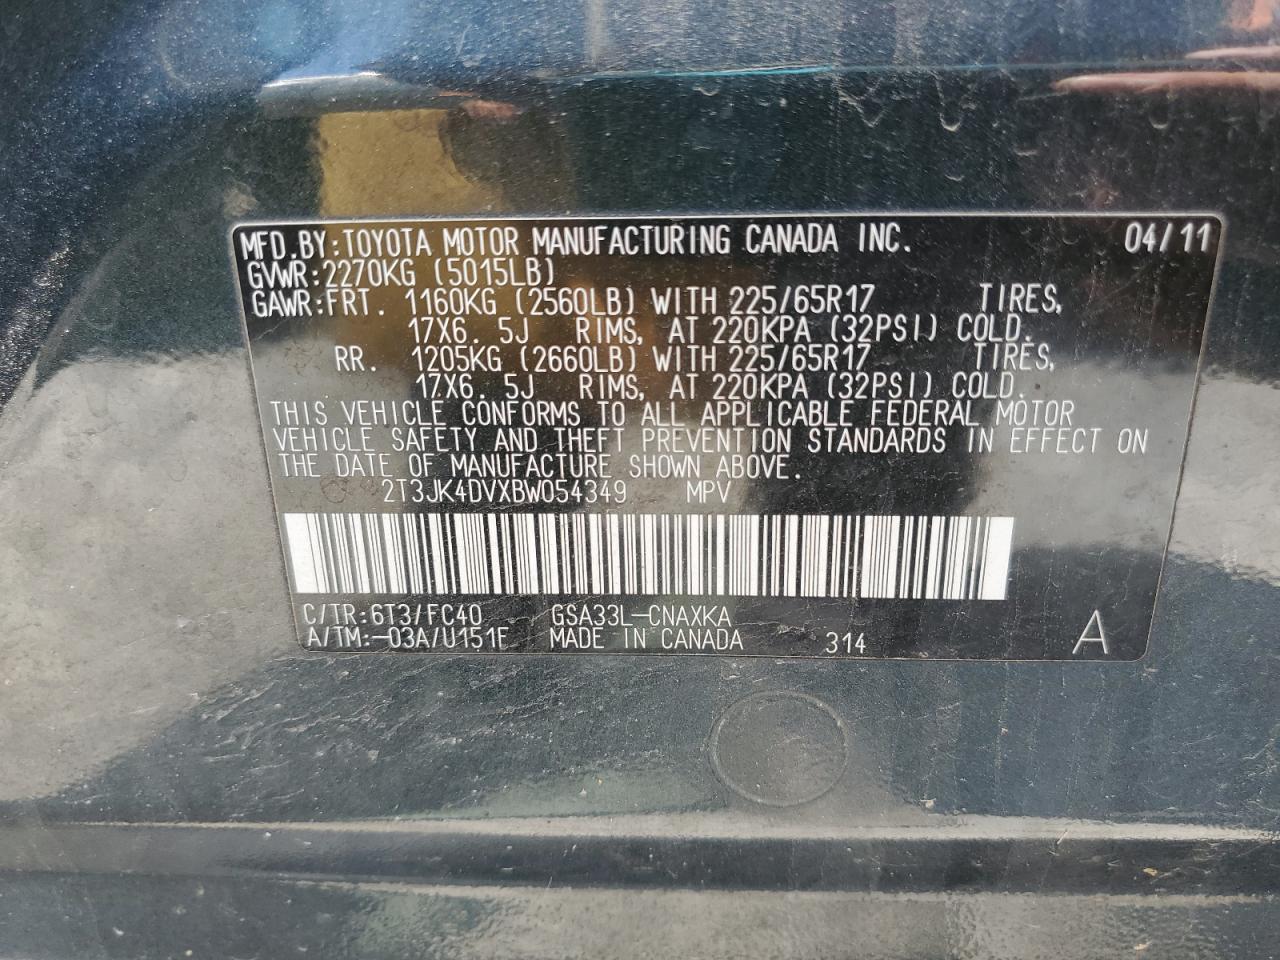 MFD.BY:TOYOTA MOTOR MANUFACTURING CANADA INC. 04/11
GVWR:2270KG (5015LB)
GAWR:FRT. 1160KG (2560LB) WITH 225/65R17 TIRES,
17X6. 5J RIMS, AT 220KPA (32PSI) COLD.
RR. 1205KG (2660LB) WITH 225/65R17 TIRES,
17X6. 5J RIMS, AT 220KPA (32PSI) COLD.
THIS VEHICLE CONFORMS TO ALL APPLICABLE FEDERAL MOTOR
VEHICLE SAFETY AND THEFT PREVENTION STANDARDS IN EFFECT ON
THE DATE OF MANUFACTURE SHOWN ABOVE.
2T3JK4DVXBW054349 MPV
C/TR:6T3/FC40 GSA33L-CNAXKA
A/TM:-03A/U151F MADE IN CANADA 314 A